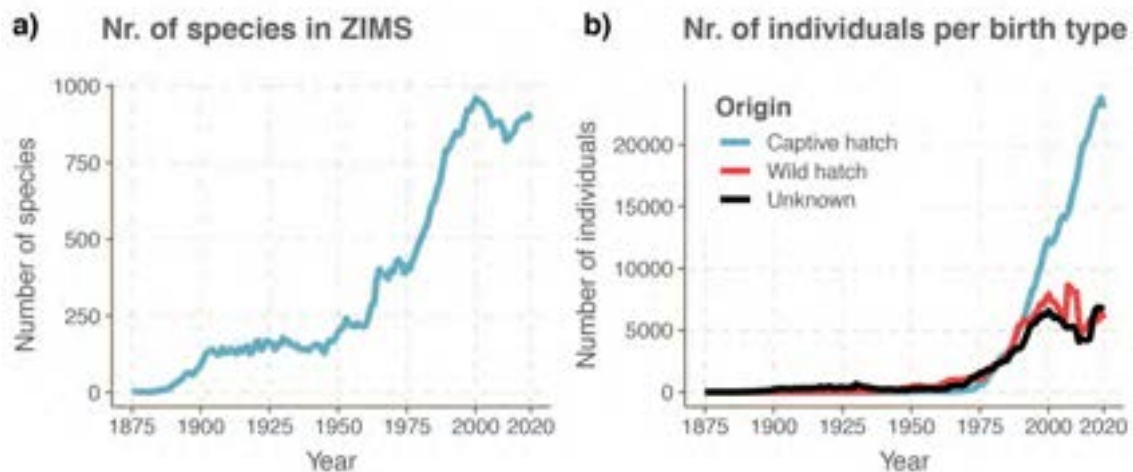 a) Nr. of species in ZIMS
Number of species
1000
750
500
250
0
1875 1900 1925 1950 1975 2000 2020
Year
b) Nr. of individuals per birth type
Number of individuals
20000
15000
10000
5000
0
Origin
Captive hatch
Wild hatch
Unknown
1875 1900 1925 1950 1975 2000 2020
Year